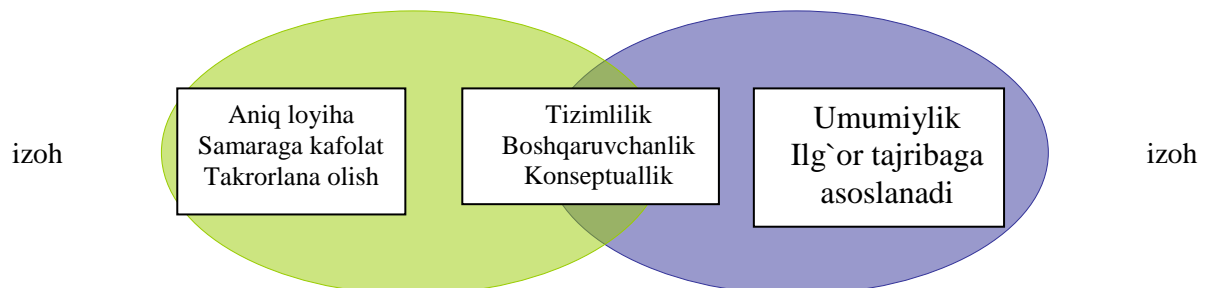 izoh
Aniq loyiha
Samaraga kafolat
Takrorlana olish
Tizimlilik
Boshqaruvchanlik
Konseptuallik
Umumiylik
Ilg`or tajribaga
asoslanadi
izoh